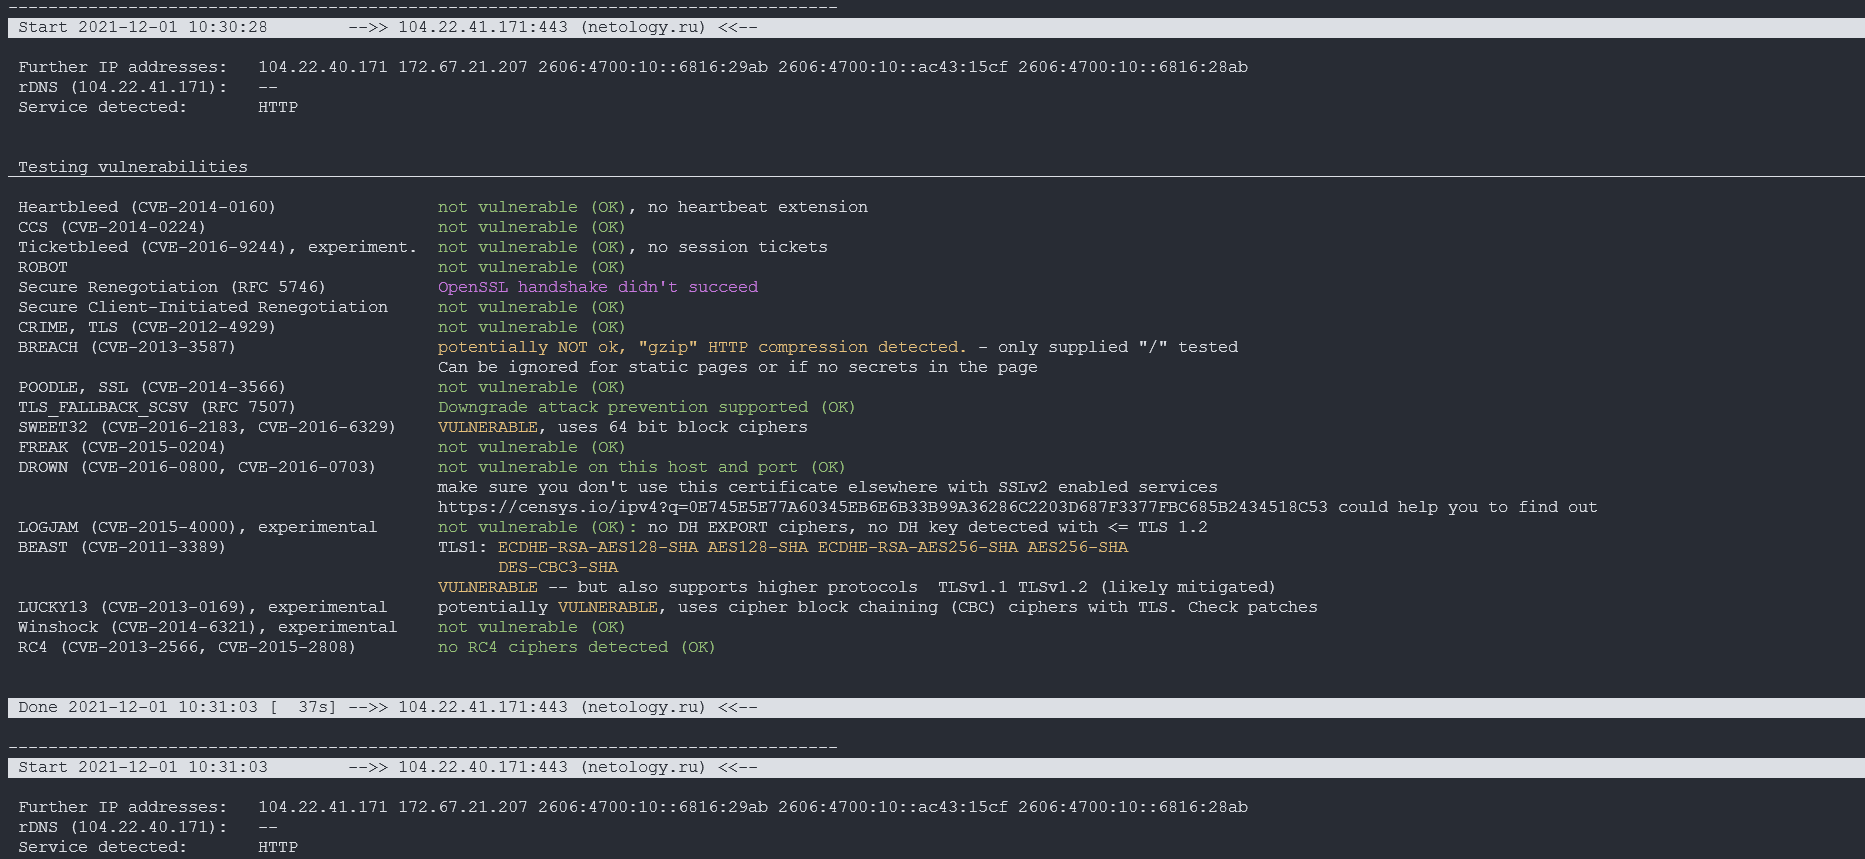 -----------------------------------------------------------------------------------
Start 2021-12-01 10:30:28        -->> 104.22.41.171:443 (netology.ru) <<--
Further IP addresses:   104.22.40.171 172.67.21.207 2606:4700:10::6816:29ab 2606:4700:10::ac43:15cf 2606:4700:10::6816:28ab
rDNS (104.22.41.171):   --
Service detected:       HTTP
Testing vulnerabilities
Heartbleed (CVE-2014-0160)                not vulnerable (OK), no heartbeat extension
CCS (CVE-2014-0224)                       not vulnerable (OK)
Ticketbleed (CVE-2016-9244), experiment.  not vulnerable (OK), no session tickets
ROBOT                                     not vulnerable (OK)
Secure Renegotiation (RFC 5746)           OpenSSL handshake didn't succeed
Secure Client-Initiated Renegotiation     not vulnerable (OK)
CRIME, TLS (CVE-2012-4929)                not vulnerable (OK)
BREACH (CVE-2013-3587)                    potentially NOT ok, "gzip" HTTP compression detected. - only supplied "/" tested
                                          Can be ignored for static pages or if no secrets in the page
POODLE, SSL (CVE-2014-3566)               not vulnerable (OK)
TLS_FALLBACK_SCSV (RFC 7507)              Downgrade attack prevention supported (OK)
SWEET32 (CVE-2016-2183, CVE-2016-6329)    VULNERABLE, uses 64 bit block ciphers
FREAK (CVE-2015-0204)                     not vulnerable (OK)
DROWN (CVE-2016-0800, CVE-2016-0703)      not vulnerable on this host and port (OK)
                                          make sure you don't use this certificate elsewhere with SSLv2 enabled services
                                          https://censys.io/ipv4?q=0E745E5E77A60345EB6E6B33B99A36286C2203D687F3377FBC685B2434518C53 could help you to find out
LOGJAM (CVE-2015-4000), experimental      not vulnerable (OK): no DH EXPORT ciphers, no DH key detected with <= TLS 1.2
BEAST (CVE-2011-3389)                     TLS1: ECDHE-RSA-AES128-SHA AES128-SHA ECDHE-RSA-AES256-SHA AES256-SHA
                                                DES-CBC3-SHA
                                          VULNERABLE -- but also supports higher protocols  TLSv1.1 TLSv1.2 (likely mitigated)
LUCKY13 (CVE-2013-0169), experimental     potentially VULNERABLE, uses cipher block chaining (CBC) ciphers with TLS. Check patches
Winshock (CVE-2014-6321), experimental    not vulnerable (OK)
RC4 (CVE-2013-2566, CVE-2015-2808)        no RC4 ciphers detected (OK)
Done 2021-12-01 10:31:03 [  37s] -->> 104.22.41.171:443 (netology.ru) <<--
-----------------------------------------------------------------------------------
Start 2021-12-01 10:31:03        -->> 104.22.40.171:443 (netology.ru) <<--
Further IP addresses:   104.22.41.171 172.67.21.207 2606:4700:10::6816:29ab 2606:4700:10::ac43:15cf 2606:4700:10::6816:28ab
rDNS (104.22.40.171):   --
Service detected:       HTTP